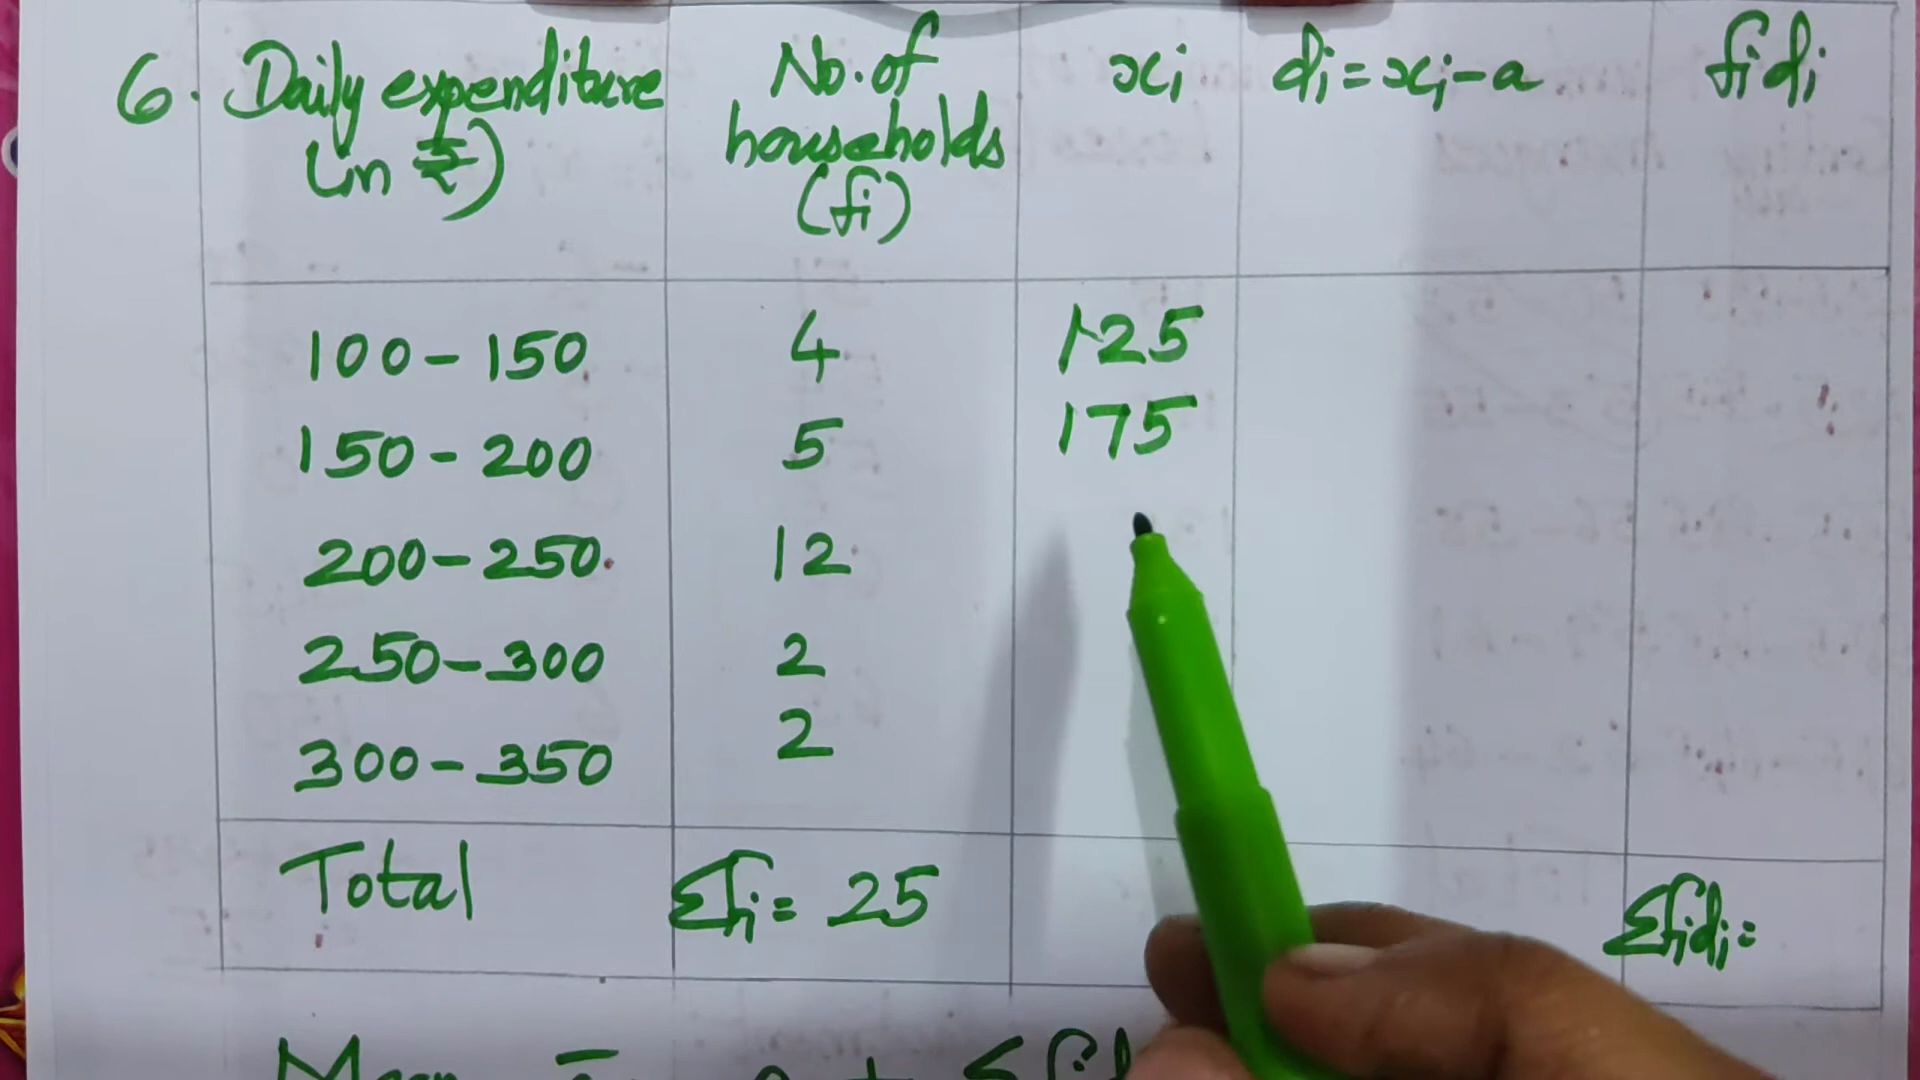 6. Daily expenditure (in ₹)
No. of households (fi)
xi
di = xi - a
fidi
100 - 150 4 125
150 - 200 5 175
200 - 250 12
250 - 300 2
300 - 350 2
Total Σfi = 25 Σfidi =